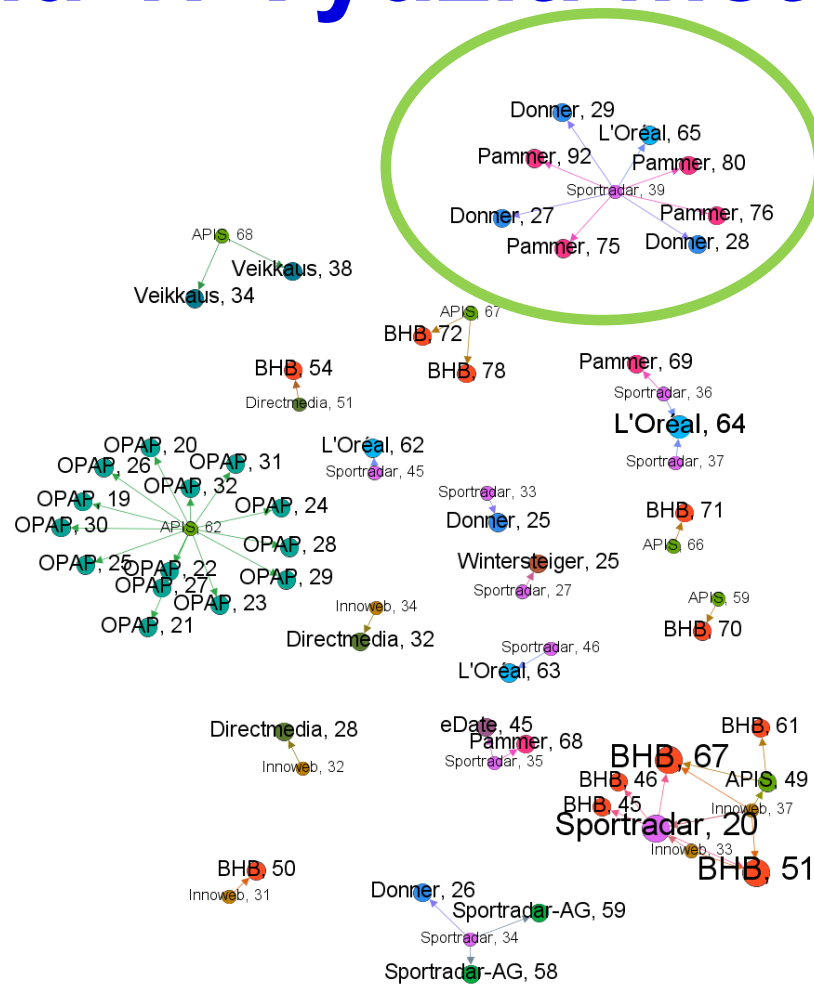 Donner, 29
L'Oréal, 65
Pammer, 92
Pammer, 80
Sportradar, 39
Donner, 27
Pammer, 76
Pammer, 75
Donner, 28
APIS, 68
Veikkaus, 38
Veikkaus, 34
APIS, 67
BHB, 72
BHB, 78
BHB, 54
Directmedia, 51
Pammer, 69
Sportradar, 36
L'Oréal, 64
Sportradar, 37
OPAP, 20
OPAP, 26
OPAP, 31
OPAP, 32
OPAP, 19
OPAP, 24
OPAP, 30
APIS, 62
OPAP, 28
OPAP, 25
OPAP, 22
OPAP, 29
OPAP, 27
OPAP, 23
OPAP, 21
L'Oréal, 62
Sportradar, 45
Sportradar, 33
Donner, 25
BHB, 71
APIS, 66
Wintersteiger, 25
Sportradar, 27
APIS, 59
BHB, 70
Innoweb, 34
Directmedia, 32
Sportradar, 46
L'Oréal, 63
Directmedia, 28
Innoweb, 32
eDate, 45
Pammer, 68
Sportradar, 35
BHB, 61
BHB, 67
BHB, 46
APIS, 49
BHB, 45
Innoweb, 37
Sportradar, 20
Innoweb, 33
BHB, 51
BHB, 50
Innoweb, 31
Donner, 26
Sportradar-AG, 59
Sportradar, 34
Sportradar-AG, 58